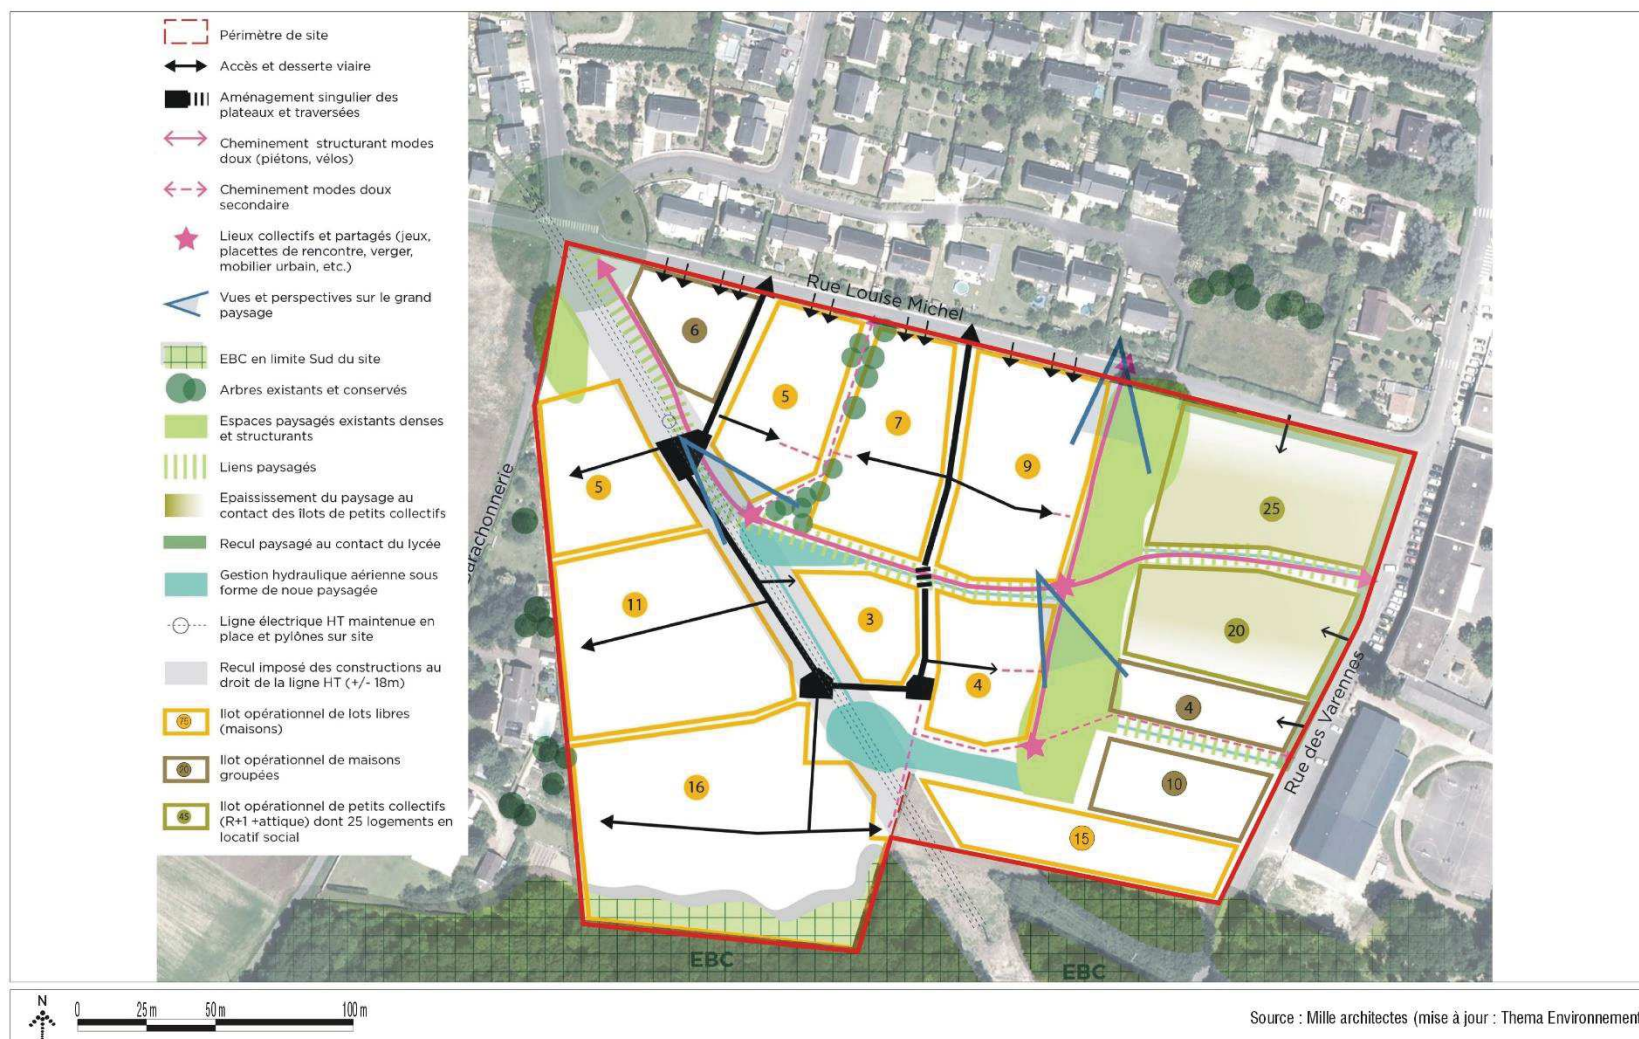 Périmètre de site
Accès et desserte viaire
Aménagement singulier des
plateaux et traversées
Cheminement structurant modes
doux (piétons, vélos)
Cheminement modes doux
secondaire
Lieux collectifs et partagés (jeux,
placettes de rencontre, verger,
mobilier urbain, etc.)
Vues et perspectives sur le grand
paysage
EBC en limite Sud du site
Arbres existants et conservés
Espaces paysagés existants denses
et structurants
Liens paysagés
Epaississement du paysage au
contact des îlots de petits collectifs
Recul paysagé au contact du lycée
Gestion hydraulique aérienne sous
forme de noue paysagée
Ligne électrique HT maintenue en
place et pylônes sur site
Recul imposé des constructions au
droit de la ligne HT (+/- 18m)
75
Ilot opérationnel de lots libres
(maisons)
20
Ilot opérationnel de maisons
groupées
45
Ilot opérationnel de petits collectifs
(R+1 +attique) dont 25 logements en
locatif social
Rue Louise Michel
6
5
7
9
25
5
11
3
4
20
4
16
10
15
Barachonnerie
Rue des Varennes
EBC
EBC
N
0 25 m 50 m 100 m
Source : Mille architectes (mise à jour : Thema Environnement